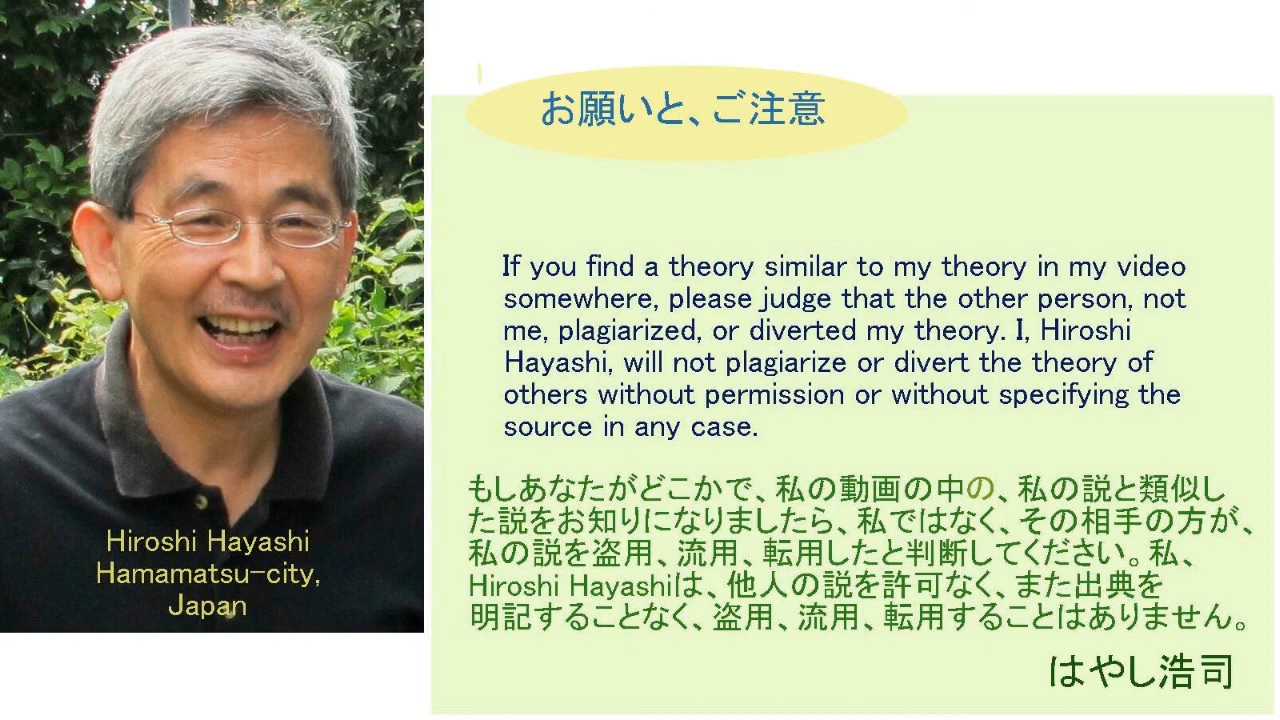 お願いと、ご注意
If you find a theory similar to my theory in my video
somewhere, please judge that the other person, not
me, plagiarized, or diverted my theory. I, Hiroshi
Hayashi, will not plagiarize or divert the theory of
others without permission or without specifying the
source in any case.
もしあなたがどこかで、私の動画の中の、私の説と類似し
た説をお知りになりましたら、私ではなく、その相手の方が、
私の説を盗用、流用、転用したと判断してください。私、
Hiroshi Hayashiは、他人の説を許可なく、また出典を
明記することなく、盗用、流用、転用することはありません。
はやし浩司
Hiroshi Hayashi
Hamamatsu-city,
Japan